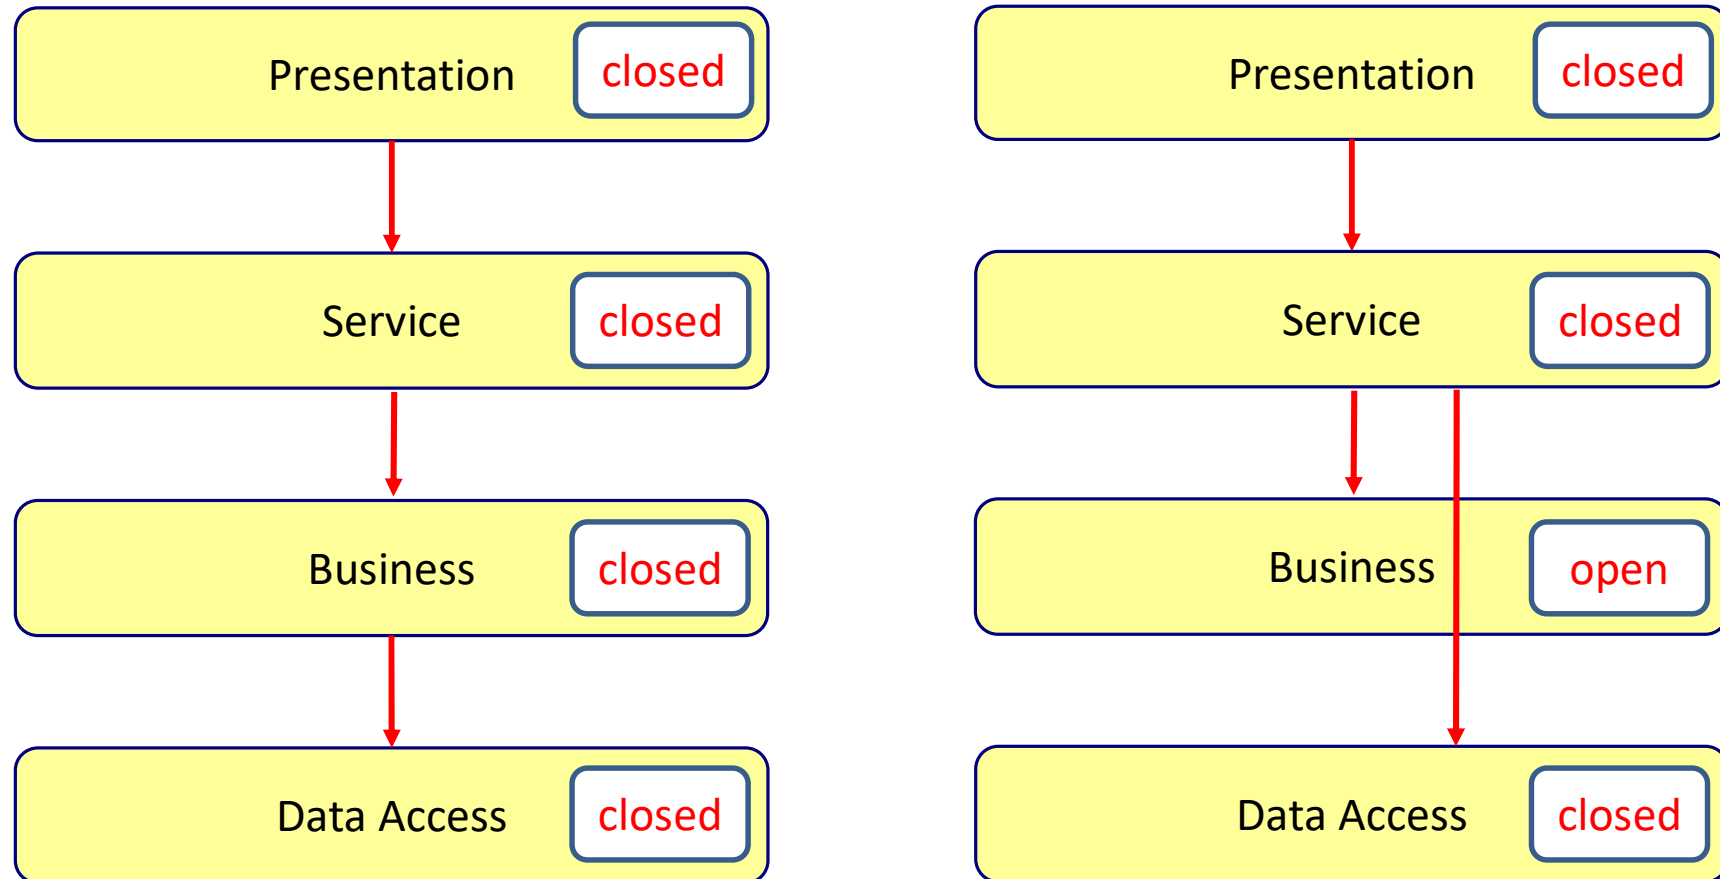 Presentation
closed
Service
closed
Business
closed
Data Access
closed
Presentation
closed
Service
closed
Business
open
Data Access
closed